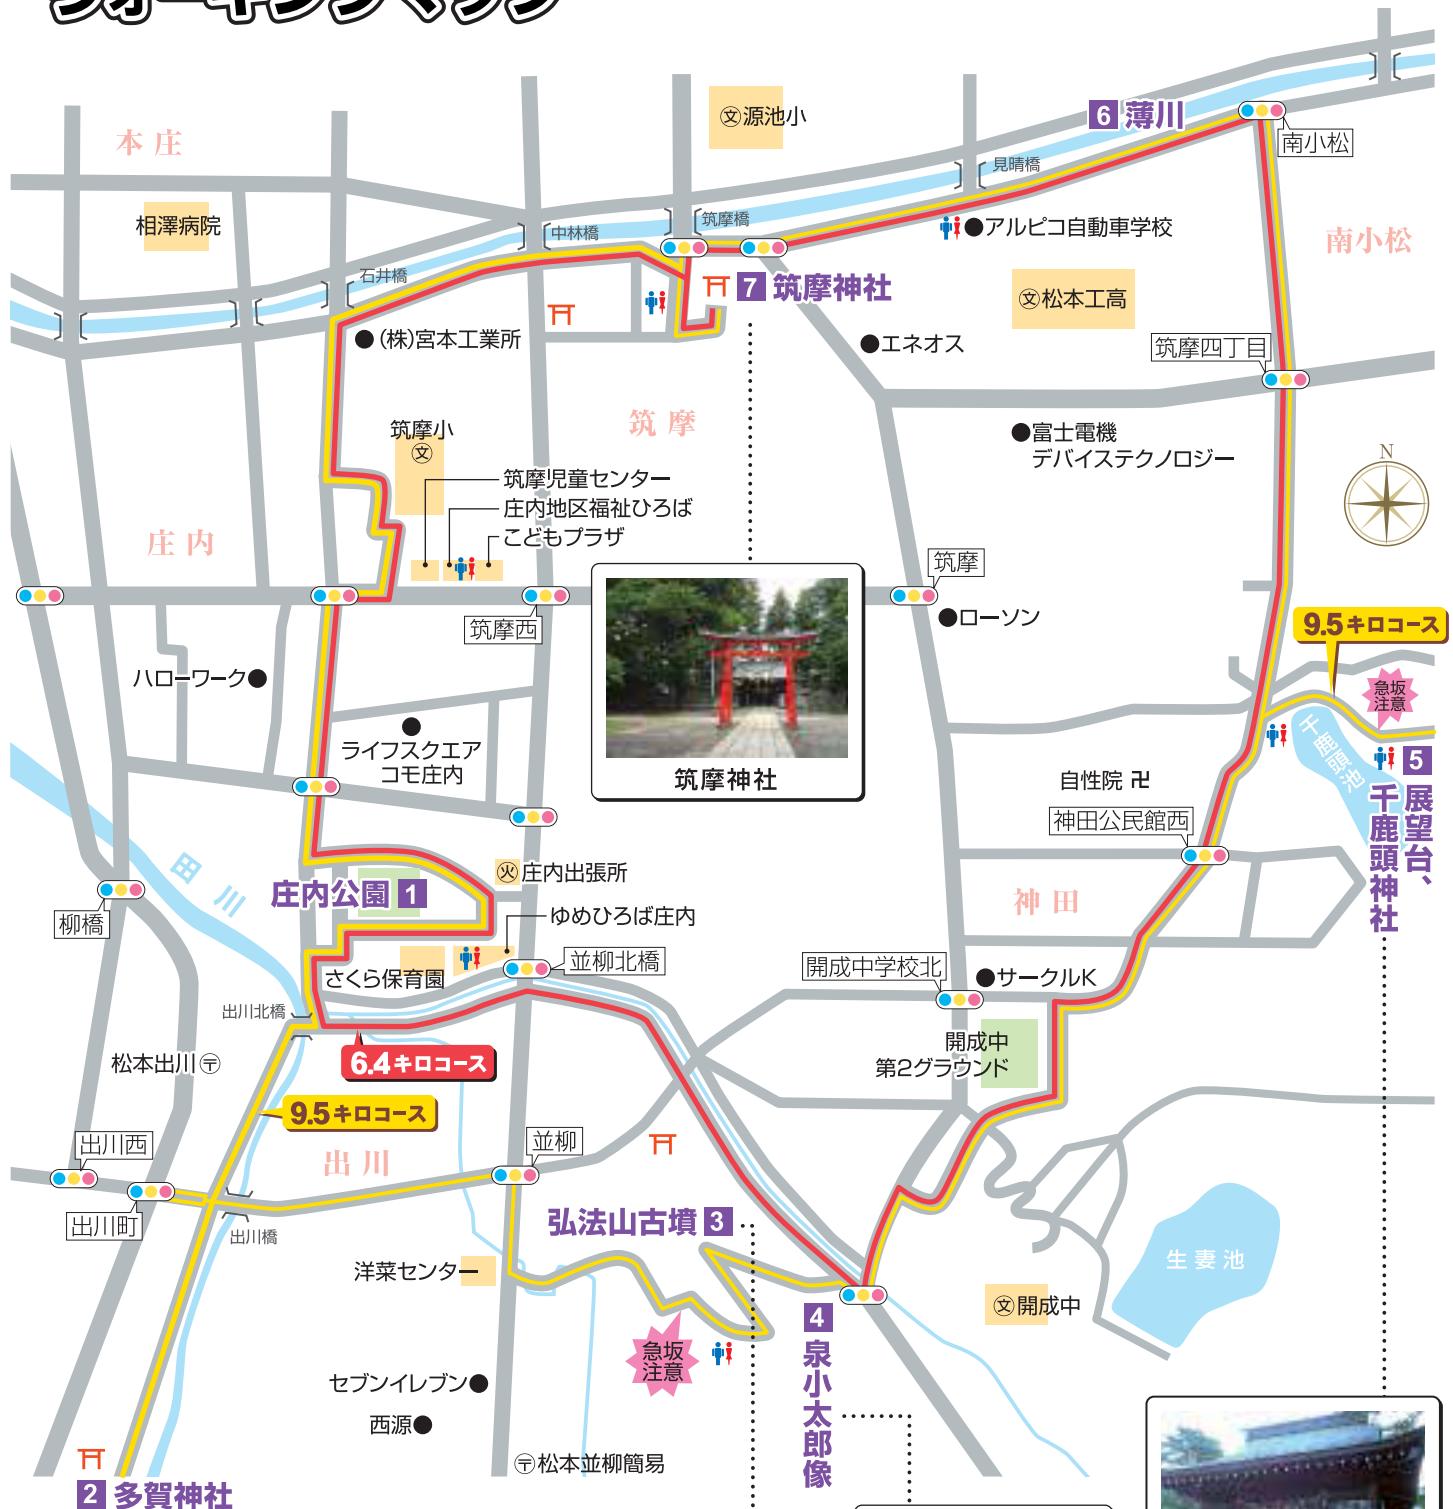 ウォーキングマップ
本庄
文源池小
6 薄川
南小松
見晴橋
相澤病院
筑摩橋
中林橋
アルピコ自動車学校
南小松
石井橋
7 筑摩神社
文松本工高
(株)宮本工業所
エネオス
筑摩四丁目
筑摩
筑摩小
文
富士電機
デバイステクノロジー
N
筑摩児童センター
庄内地区福祉ひろば
こどもプラザ
庄内
筑摩
筑摩西
ローソン
9.5キロコース
ハローワーク
急坂
注意
千鹿頭池
ライフスクエア
コモ庄内
筑摩神社
自性院 卍
5 展望台、
千鹿頭神社
神田公民館西
田川
火庄内出張所
庄内公園 1
神田
柳橋
ゆめひろば庄内
並柳北橋
開成中学校北
サークルK
さくら保育園
出川北橋
開成中
第2グラウンド
松本出川〒
6.4キロコース
9.5キロコース
出川西
出川
並柳
出川町
出川橋
弘法山古墳 3
生妻池
洋菜センター
文開成中
4 泉小太郎像
急坂
注意
セブンイレブン
西源
〒松本並柳簡易
2 多賀神社